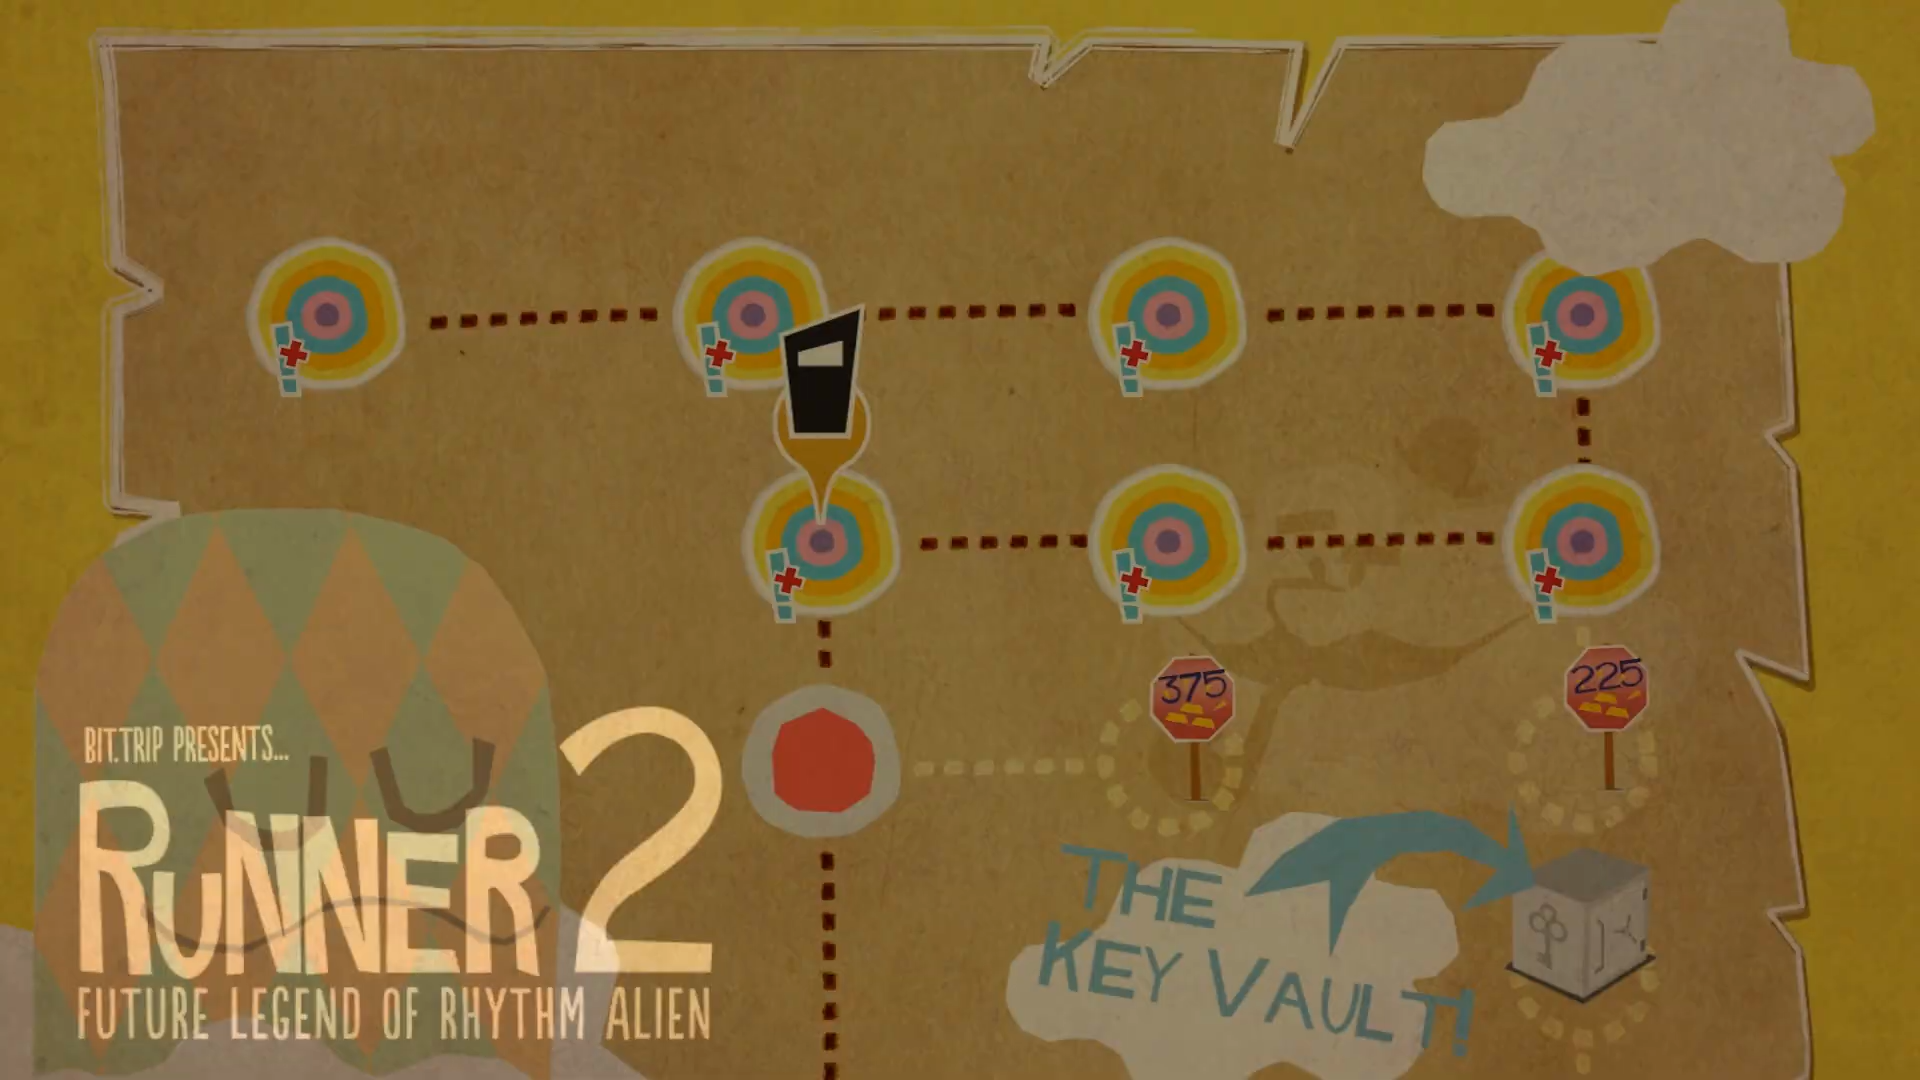 375
225
BIT.TRIP PRESENTS...
RUNNER 2
FUTURE LEGEND OF RHYTHM ALIEN
THE
KEY VAULT!